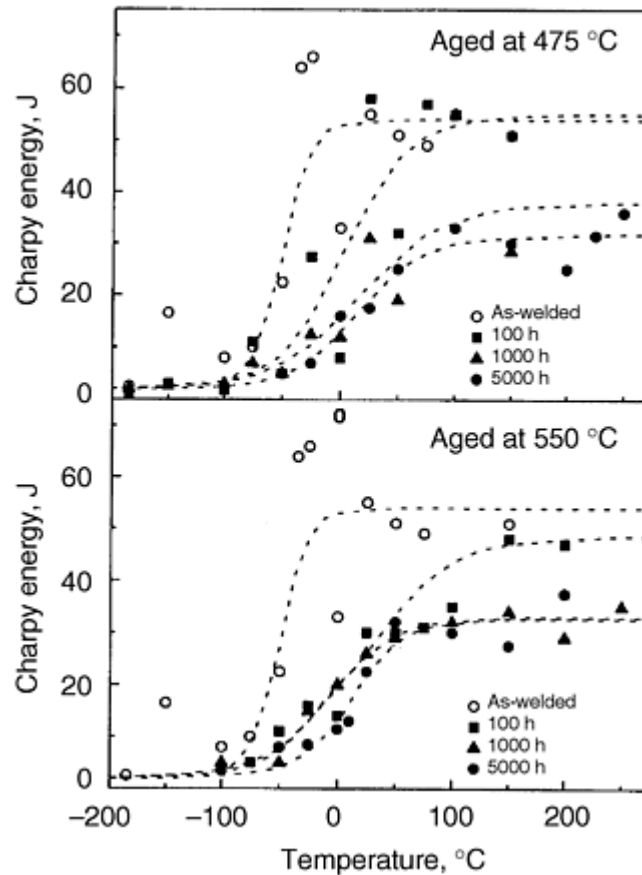 Aged at 475 °C
Charpy energy, J
60
40
20
0
As-welded
100 h
1000 h
5000 h
Aged at 550 °C
Charpy energy, J
60
40
20
0
As-welded
100 h
1000 h
5000 h
–200 –100 0 100 200
Temperature, °C